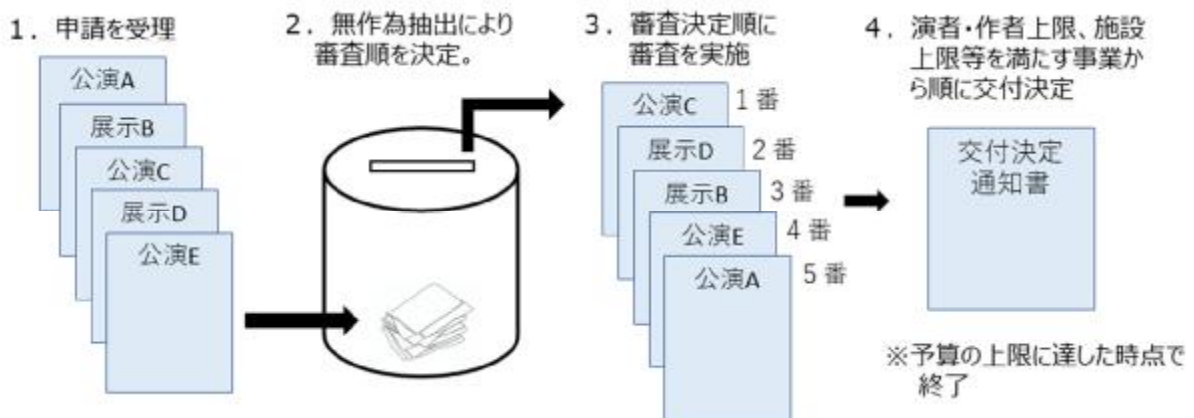 1．申請を受理
公演A
展示B
公演C
展示D
公演E
2．無作為抽出により
審査順を決定。
3．審査決定順に
審査を実施
公演C 1番
展示D 2番
展示B 3番
公演E 4番
公演A 5番
4．演者・作者上限、施設
上限等を満たす事業か
ら順に交付決定
交付決定
通知書
※予算の上限に達した時点で
終了